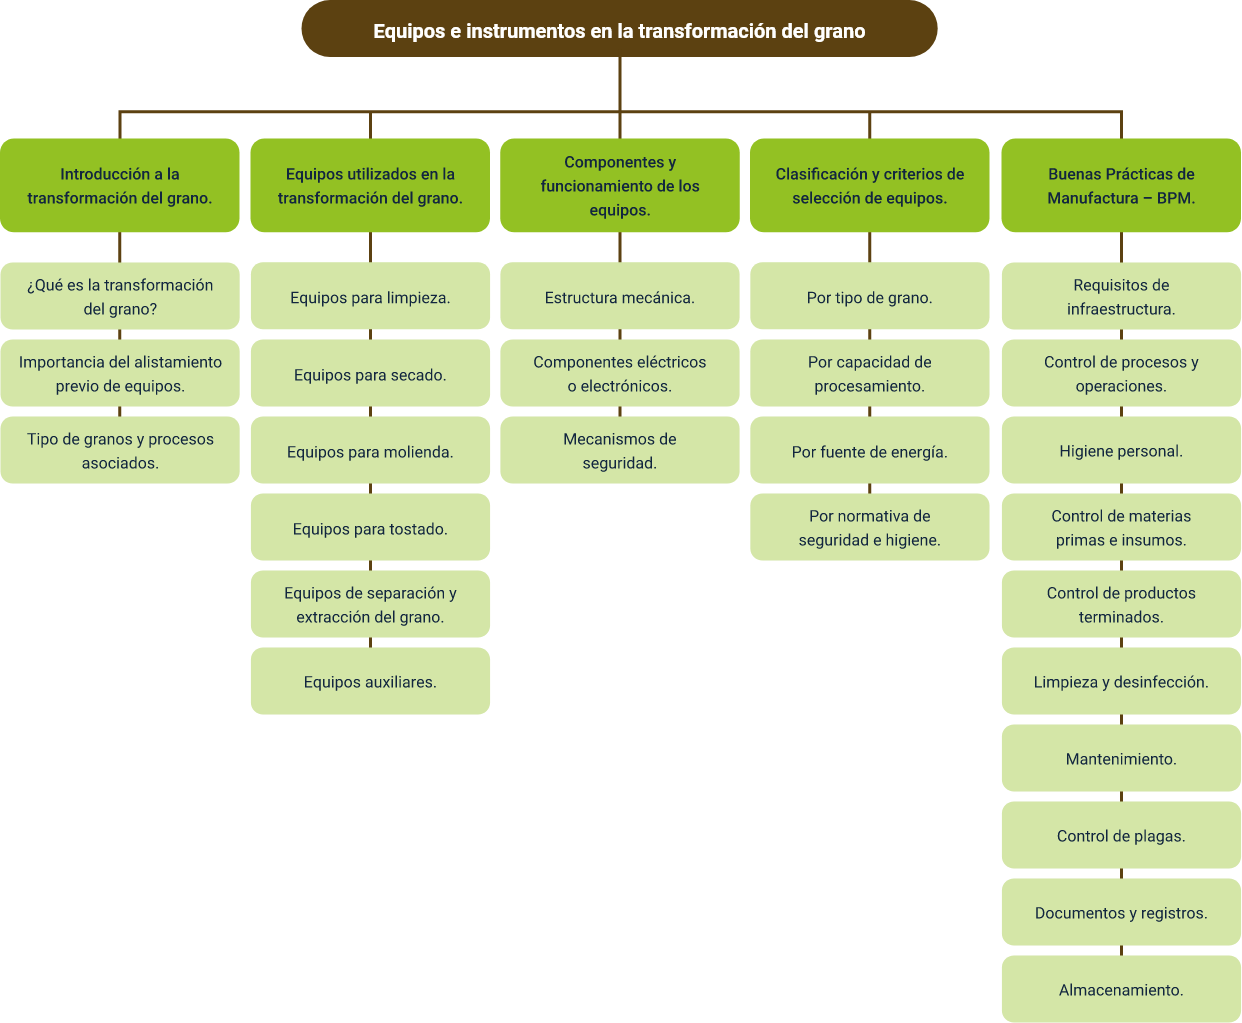 Equipos e instrumentos en la transformación del grano
Introducción a la
transformación del grano.
¿Qué es la transformación
del grano?
Importancia del alistamiento
previo de equipos.
Tipo de granos y procesos
asociados.
Equipos utilizados en la
transformación del grano.
Equipos para limpieza.
Equipos para secado.
Equipos para molienda.
Equipos para tostado.
Equipos de separación y
extracción del grano.
Equipos auxiliares.
Componentes y
funcionamiento de los
equipos.
Estructura mecánica.
Componentes eléctricos
o electrónicos.
Mecanismos de
seguridad.
Clasificación y criterios de
selección de equipos.
Por tipo de grano.
Por capacidad de
procesamiento.
Por fuente de energía.
Por normativa de
seguridad e higiene.
Buenas Prácticas de
Manufactura – BPM.
Requisitos de
infraestructura.
Control de procesos y
operaciones.
Higiene personal.
Control de materias
primas e insumos.
Control de productos
terminados.
Limpieza y desinfección.
Mantenimiento.
Control de plagas.
Documentos y registros.
Almacenamiento.